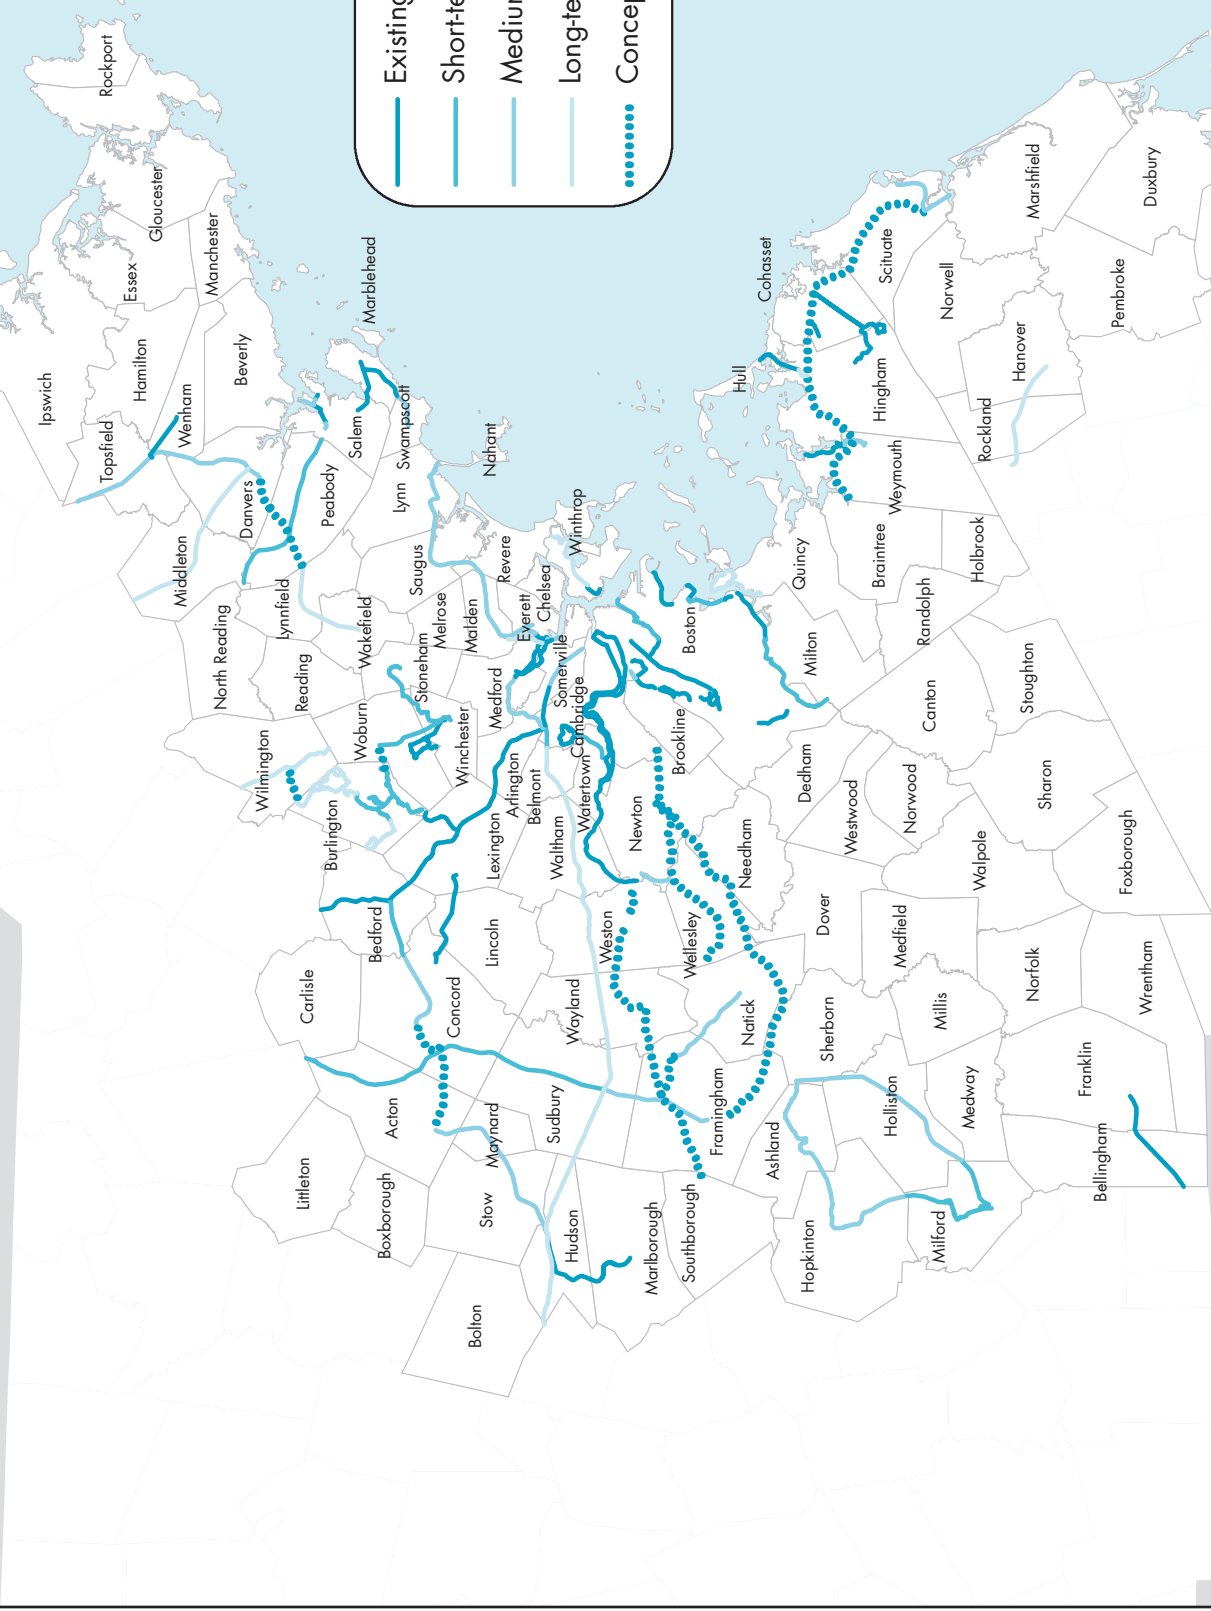 Existing
Short-te
Medium
Long-te
Concep
Rockport
Gloucester
Essex
Manchester
Ipswich
Hamilton
Wenham
Beverly
Marblehead
Topsfield
Salem
Swampscott
Danvers
Peabody
Lynn
Nahant
Middleton
Lynnfield
Saugus
Revere
Winthrop
North Reading
Reading
Wakefield
Stoneham
Melrose
Malden
Everett
Chelsea
Wilmington
Woburn
Winchester
Medford
Somerville
Cambridge
Boston
Burlington
Lexington
Arlington
Belmont
Watertown
Waltham
Newton
Brookline
Bedford
Lincoln
Weston
Wellesley
Needham
Dedham
Carlisle
Concord
Wayland
Natick
Dover
Acton
Maynard
Sudbury
Framingham
Sherborn
Littleton
Boxborough
Stow
Hudson
Marlborough
Southborough
Ashland
Holliston
Hopkinton
Milford
Bolton
Cohasset
Hull
Scituate
Hingham
Norwell
Marshfield
Duxbury
Pembroke
Hanover
Rockland
Weymouth
Quincy
Braintree
Holbrook
Randolph
Milton
Canton
Stoughton
Westwood
Norwood
Sharon
Walpole
Foxborough
Medfield
Norfolk
Wrentham
Millis
Medway
Franklin
Bellingham